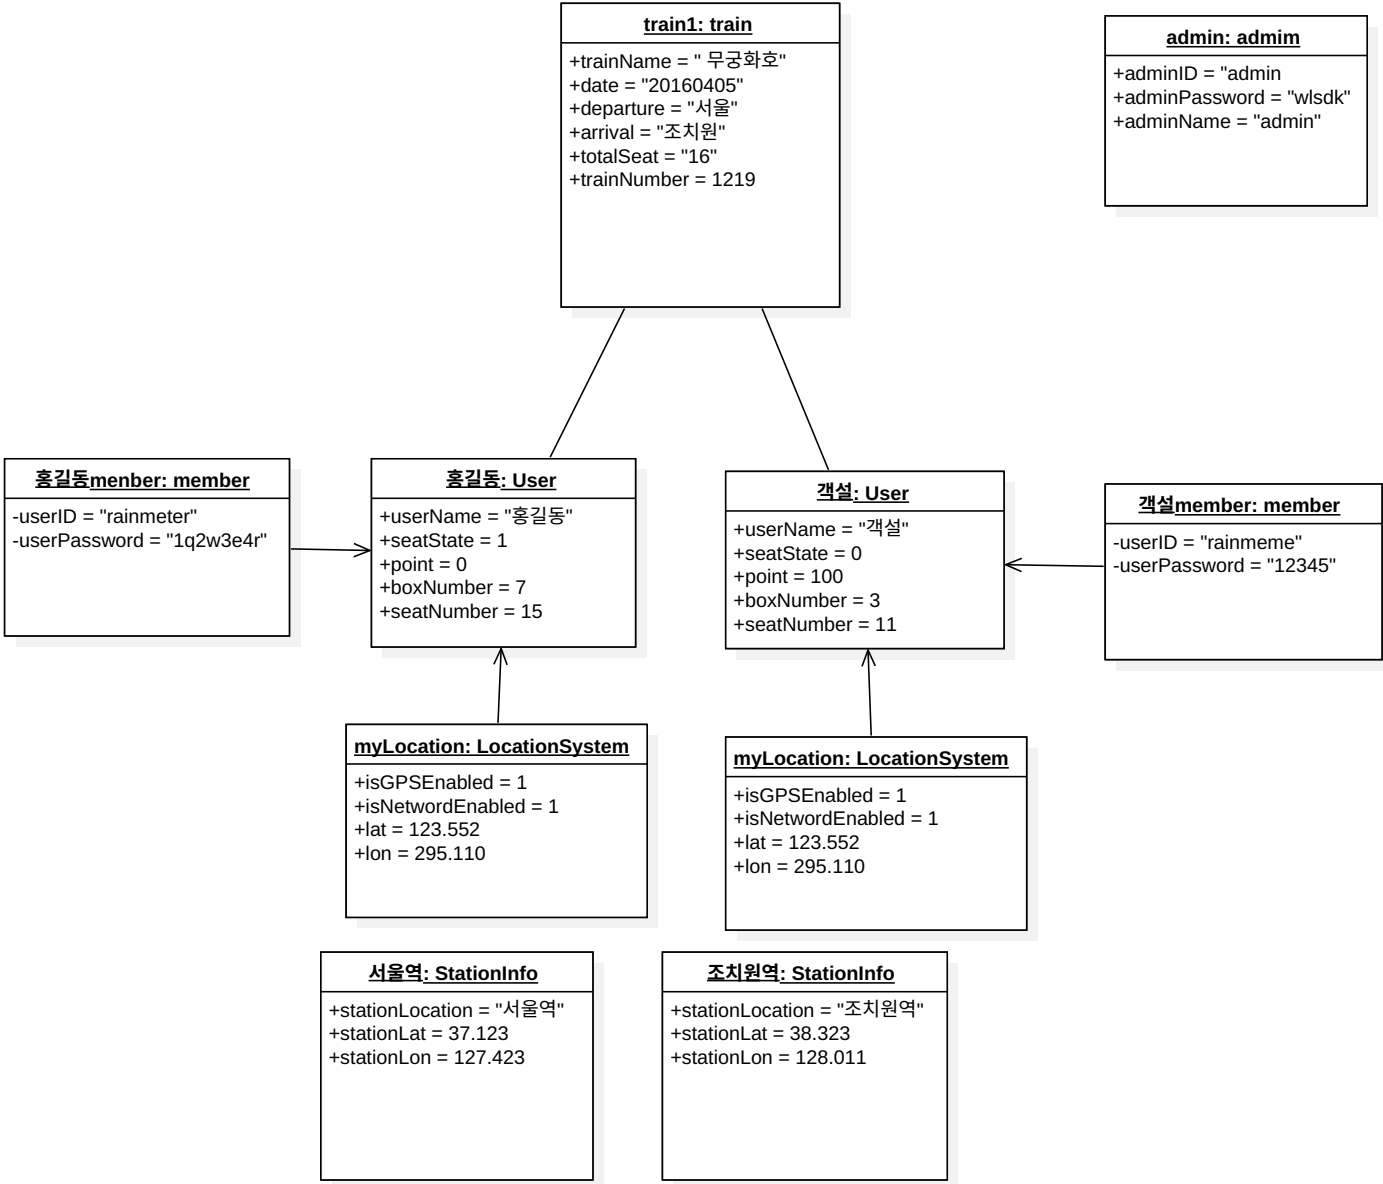 train1: train
+trainName = " 무궁화호"
+date = "20160405"
+departure = "서울"
+arrival = "조치원"
+totalSeat = "16"
+trainNumber = 1219
admin: admim
+adminID = "admin
+adminPassword = "wlsdk"
+adminName = "admin"
홍길동menber: member
-userID = "rainmeter"
-userPassword = "1q2w3e4r"
홍길동: User
+userName = "홍길동"
+seatState = 1
+point = 0
+boxNumber = 7
+seatNumber = 15
객설: User
+userName = "객설"
+seatState = 0
+point = 100
+boxNumber = 3
+seatNumber = 11
객설member: member
-userID = "rainmeme"
-userPassword = "12345"
myLocation: LocationSystem
+isGPSEnabled = 1
+isNetwordEnabled = 1
+lat = 123.552
+lon = 295.110
myLocation: LocationSystem
+isGPSEnabled = 1
+isNetwordEnabled = 1
+lat = 123.552
+lon = 295.110
서울역: StationInfo
+stationLocation = "서울역"
+stationLat = 37.123
+stationLon = 127.423
조치원역: StationInfo
+stationLocation = "조치원역"
+stationLat = 38.323
+stationLon = 128.011